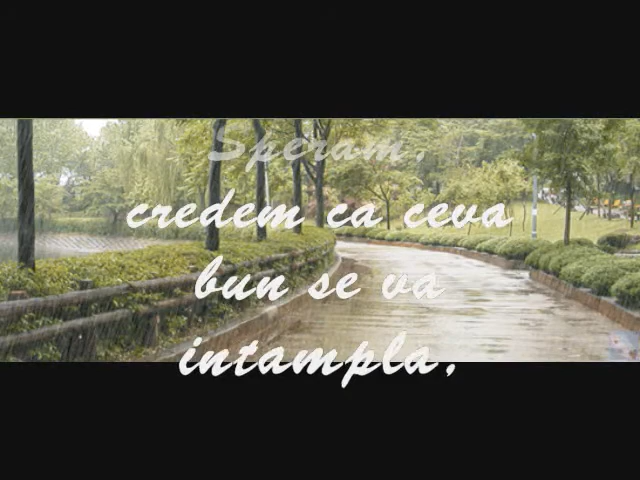 Speram,
credem ca ceva
bun se va
intampla,